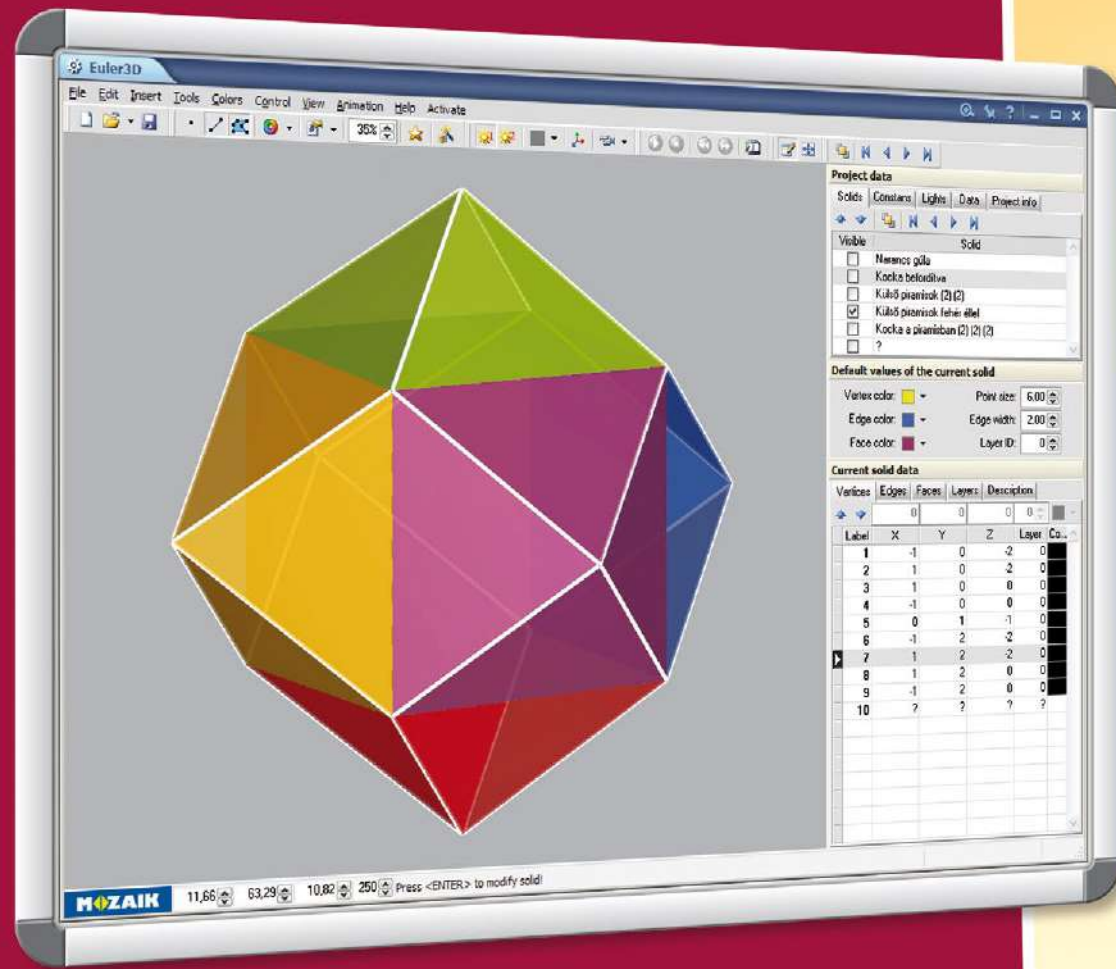 Euler3D
File Edit Insert Tools Colors Control View Animation Help Activate
35%
Project data
Solids Constans Lights Data Project info
Visible Solid
Narancs gúla
Kocka beforditva
Külső piramisok (2) (2)
Külső piramisok fehér éllel
Kocka a piramisban (2) (2) (2)
?
Default values of the current solid
Vertex color: Point size: 6,00
Edge color: Edge width: 2,00
Face color: Layer ID: 0
Current solid data
Vertices Edges Faces Layers Desciption
0 0 0 0
Label X Y Z Layer Co...
1 -1 0 -2 0
2 1 0 -2 0
3 1 0 0 0
4 -1 0 0 0
5 0 1 -1 0
6 -1 2 -2 0
7 1 2 -2 0
8 1 2 0 0
9 -1 2 0 0
10 ? ? ? ?
MOZAIK 11,66 63,29 10,82 250 Press <ENTER> to modify solid!